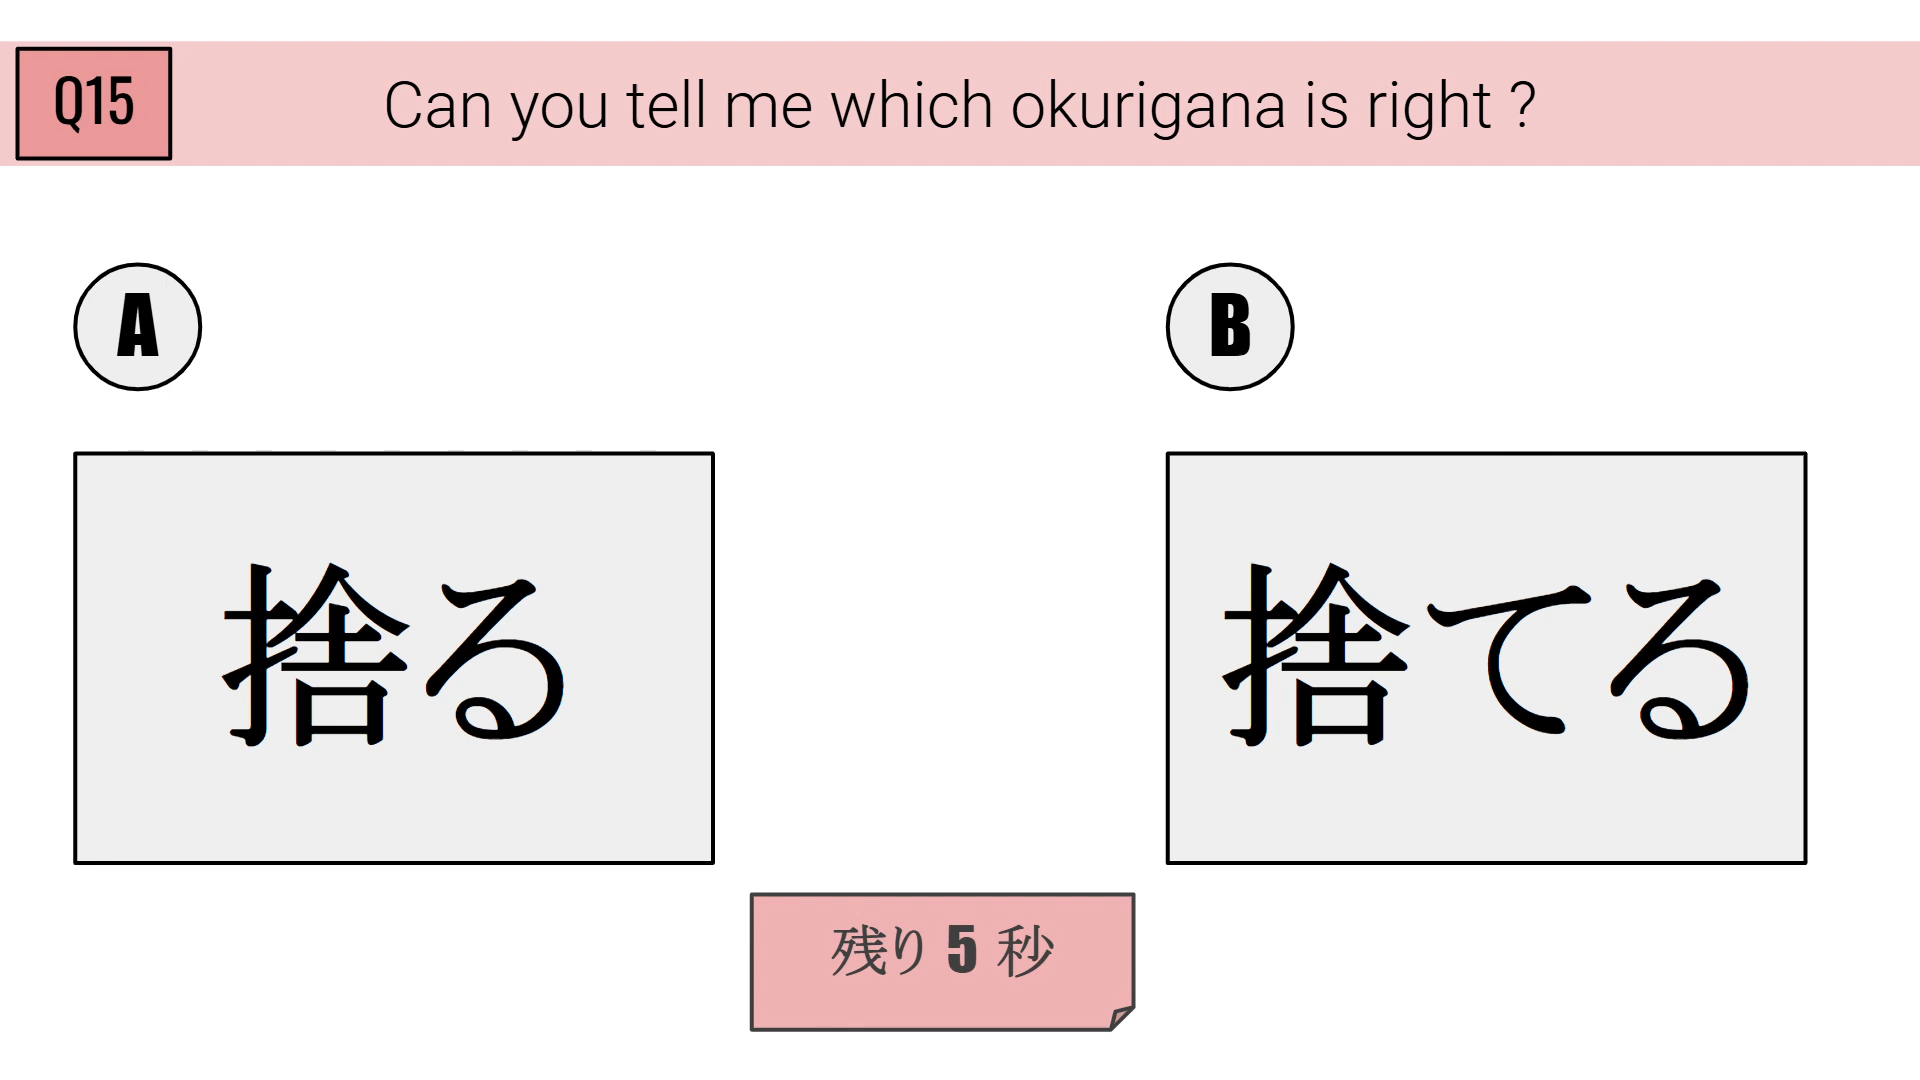 Q15
Can you tell me which okurigana is right ?
A
B
捨る
捨てる
残り 5 秒